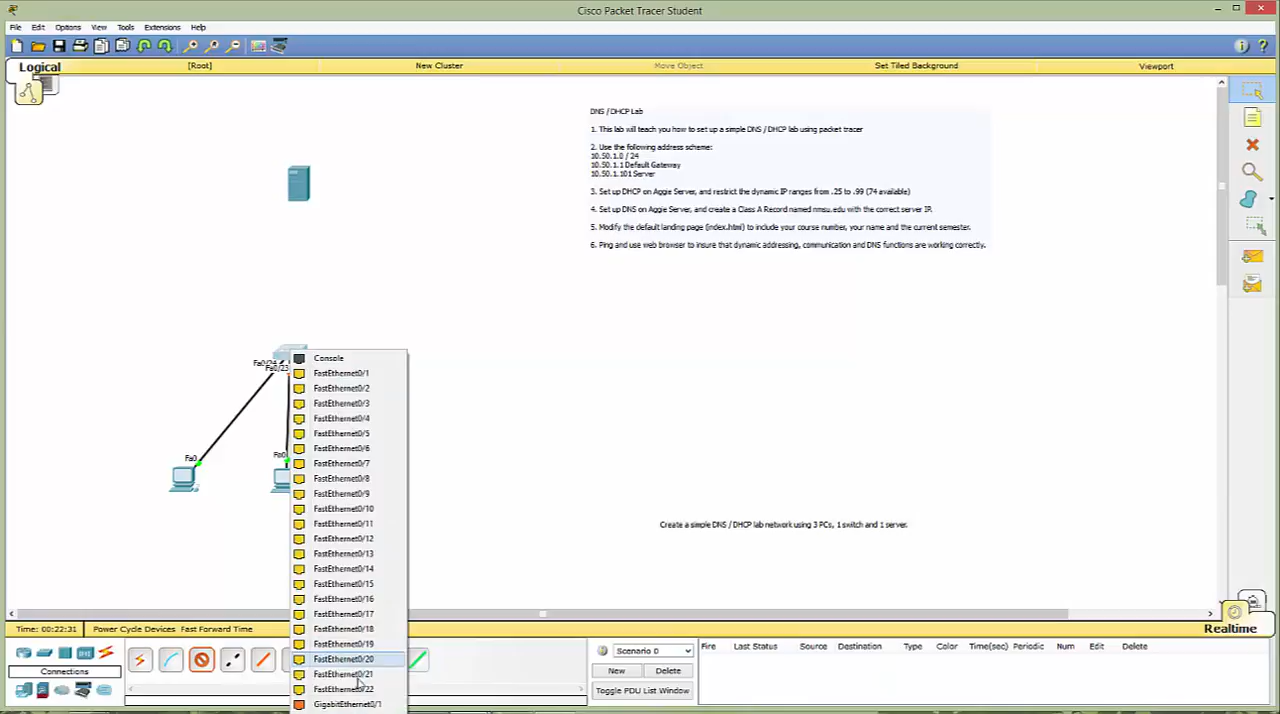 Cisco Packet Tracer Student
File Edit Options View Tools Extensions Help
Logical [Root] New Cluster Move Object Set Tiled Background Viewport
DNS / DHCP Lab
1. This lab will teach you how to set up a simple DNS / DHCP lab using packet tracer
2. Use the following address scheme:
10.50.1.0 / 24
10.50.1.1 Default Gateway
10.50.1.101 Server
3. Set up DHCP on Aggie Server, and restrict the dynamic IP ranges from .25 to .99 (74 available)
4. Set up DNS on Aggie Server, and create a Class A Record named nmsu.edu with the correct server IP.
5. Modify the default landing page (index.html) to include your course number, your name and the current semester.
6. Ping and use web browser to insure that dynamic addressing, communication and DNS functions are working correctly.
Fa0/24
Fa0/23
Fa0
Fa0
Console
FastEthernet0/1
FastEthernet0/2
FastEthernet0/3
FastEthernet0/4
FastEthernet0/5
FastEthernet0/6
FastEthernet0/7
FastEthernet0/8
FastEthernet0/9
FastEthernet0/10
FastEthernet0/11
FastEthernet0/12
FastEthernet0/13
FastEthernet0/14
FastEthernet0/15
FastEthernet0/16
FastEthernet0/17
FastEthernet0/18
FastEthernet0/19
FastEthernet0/20
FastEthernet0/21
FastEthernet0/22
GigabitEthernet0/1
Create a simple DNS / DHCP lab network using 3 PCs, 1 switch and 1 server.
Time: 00:22:31 Power Cycle Devices Fast Forward Time
Realtime
Connections
Scenario 0
New Delete
Toggle PDU List Window
Fire Last Status Source Destination Type Color Time(sec) Periodic Num Edit Delete